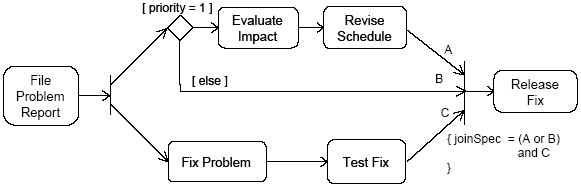 [ priority = 1 ]
Evaluate
Impact
Revise
Schedule
A
File
Problem
Report
[ else ]
B
Release
Fix
C
Fix Problem
Test Fix
{ joinSpec = (A or B)
and C
}